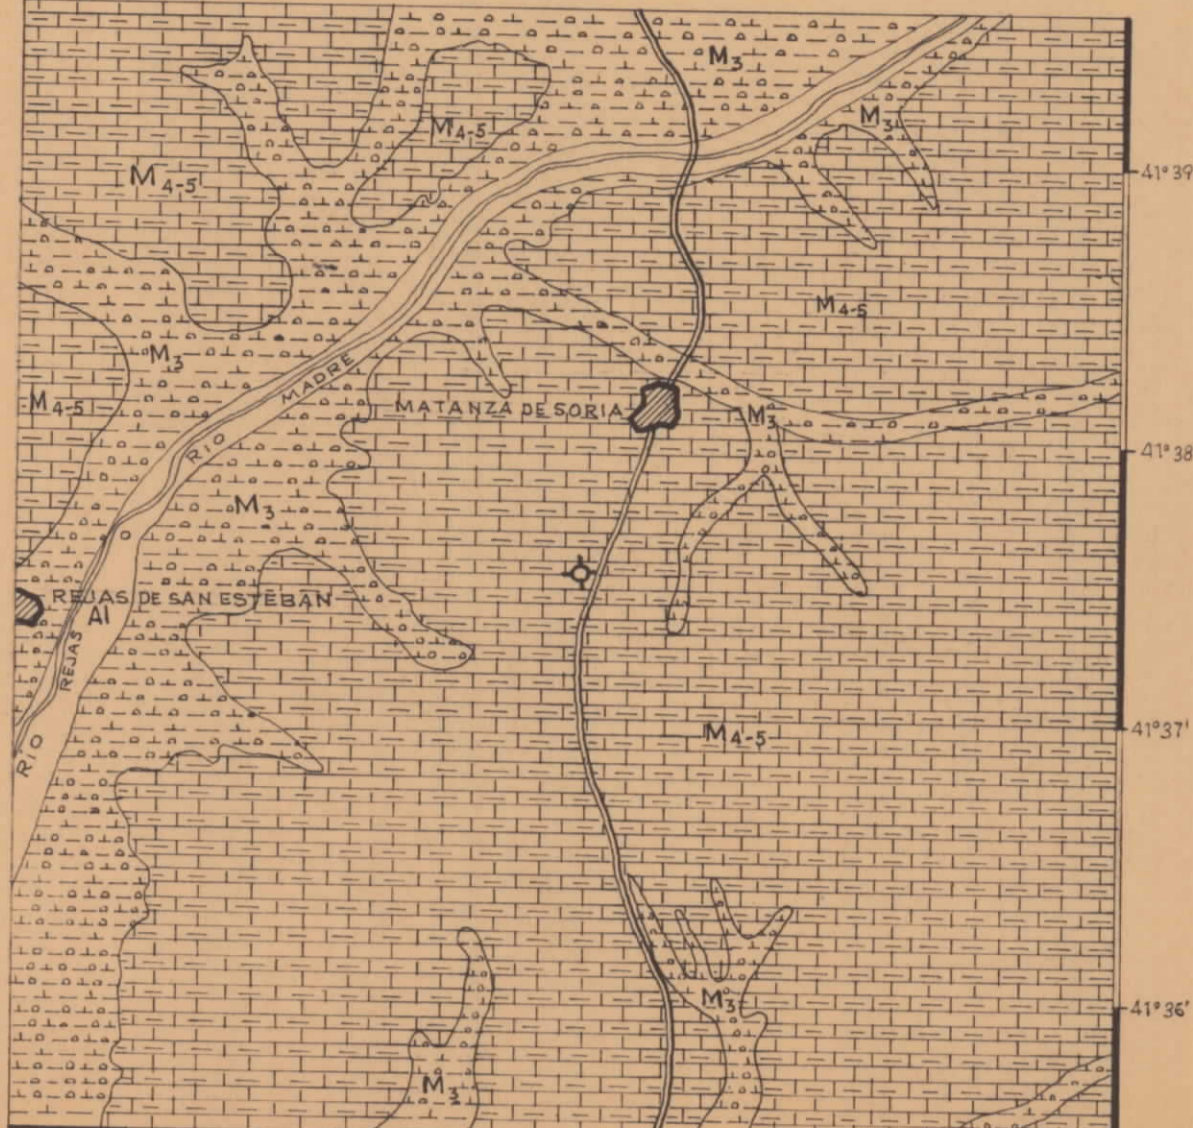 M3
M3
41°39
M4-5
M4-5
M4-5
M3
MADRE
M4-5
MATANZA DE SORIA
M3
RIO
41°38
M3
REJAS DE SAN ESTEBAN
Al
REJAS
41°37'
M4-5
RIO
M3
41°36'
M3